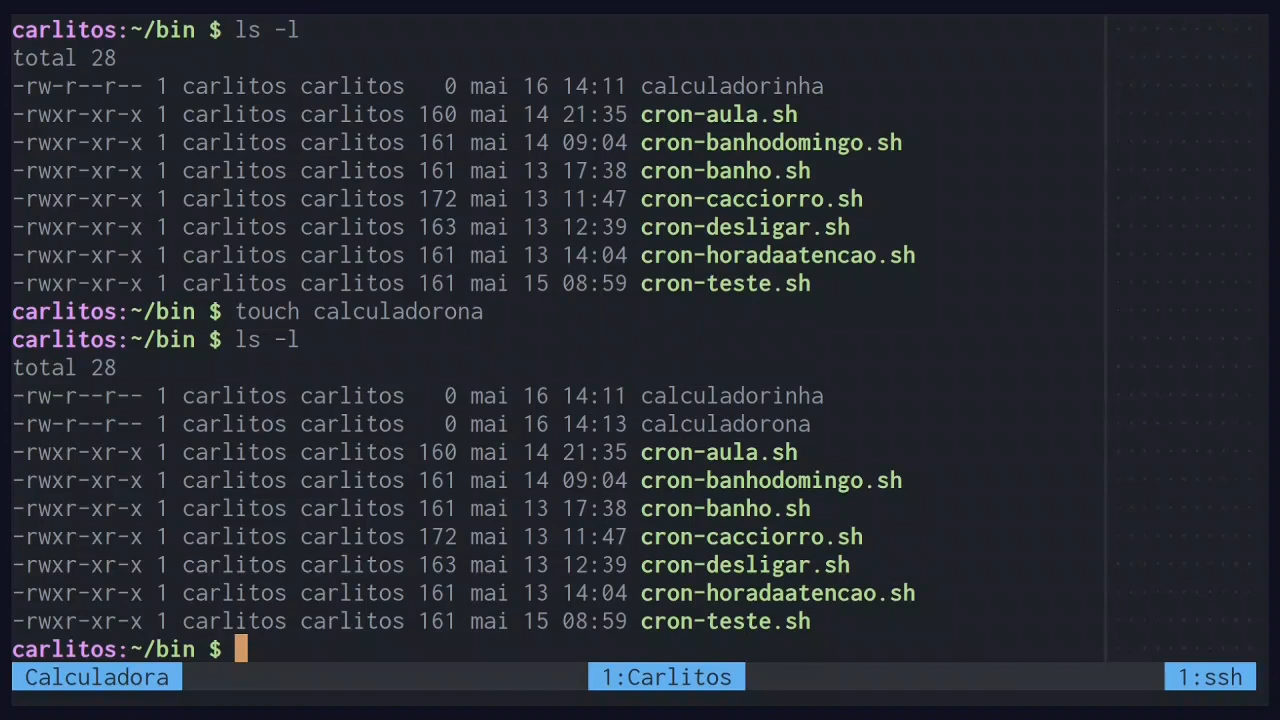 carlitos:~/bin $ ls -l
total 28
-rw-r--r-- 1 carlitos carlitos   0 mai 16 14:11 calculadorinha
-rwxr-xr-x 1 carlitos carlitos 160 mai 14 21:35 cron-aula.sh
-rwxr-xr-x 1 carlitos carlitos 161 mai 14 09:04 cron-banhodomingo.sh
-rwxr-xr-x 1 carlitos carlitos 161 mai 13 17:38 cron-banho.sh
-rwxr-xr-x 1 carlitos carlitos 172 mai 13 11:47 cron-cacciorro.sh
-rwxr-xr-x 1 carlitos carlitos 163 mai 13 12:39 cron-desligar.sh
-rwxr-xr-x 1 carlitos carlitos 161 mai 13 14:04 cron-horadaatencao.sh
-rwxr-xr-x 1 carlitos carlitos 161 mai 15 08:59 cron-teste.sh
carlitos:~/bin $ touch calculadorona
carlitos:~/bin $ ls -l
total 28
-rw-r--r-- 1 carlitos carlitos   0 mai 16 14:11 calculadorinha
-rw-r--r-- 1 carlitos carlitos   0 mai 16 14:13 calculadorona
-rwxr-xr-x 1 carlitos carlitos 160 mai 14 21:35 cron-aula.sh
-rwxr-xr-x 1 carlitos carlitos 161 mai 14 09:04 cron-banhodomingo.sh
-rwxr-xr-x 1 carlitos carlitos 161 mai 13 17:38 cron-banho.sh
-rwxr-xr-x 1 carlitos carlitos 172 mai 13 11:47 cron-cacciorro.sh
-rwxr-xr-x 1 carlitos carlitos 163 mai 13 12:39 cron-desligar.sh
-rwxr-xr-x 1 carlitos carlitos 161 mai 13 14:04 cron-horadaatencao.sh
-rwxr-xr-x 1 carlitos carlitos 161 mai 15 08:59 cron-teste.sh
carlitos:~/bin $
Calculadora 1:Carlitos 1:ssh